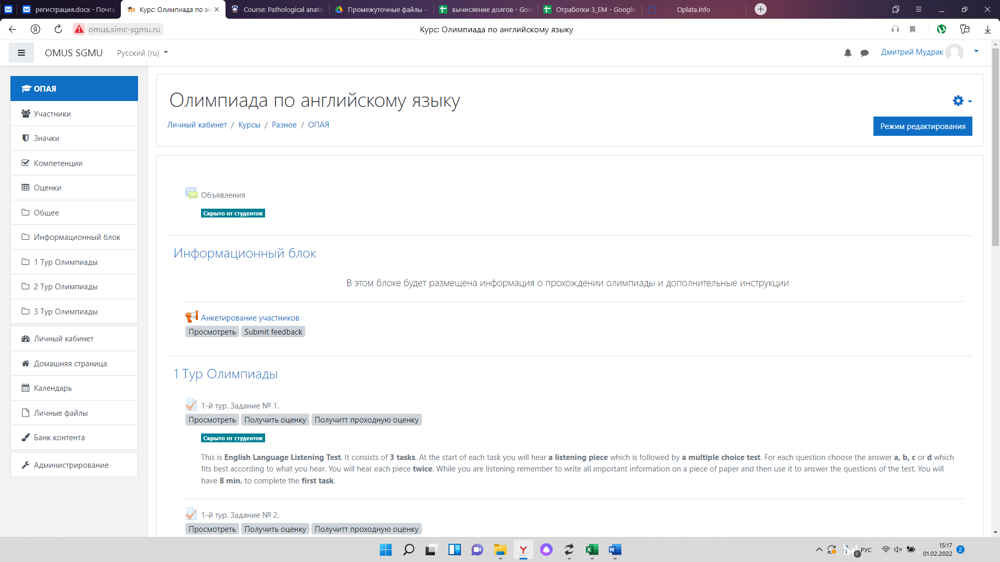 регистрация.docx - Почта
Курс: Олимпиада по ан
Course: Pathological anato
Промежуточные файлы –
вычисление долгов - Goo
Отработки 3_ЕМ - Google
Oplata.Info
omus.simc-sgmu.ru
Курс: Олимпиада по английскому языку
OMUS SGMU
Русский (ru)
Дмитрий Мудрак
ОПАЯ
Участники
Значки
Компетенции
Оценки
Общее
Информационный блок
1 Тур Олимпиады
2 Тур Олимпиады
3 Тур Олимпиады
Личный кабинет
Домашняя страница
Календарь
Личные файлы
Банк контента
Администрирование
Олимпиада по английскому языку
Личный кабинет / Курсы / Разное / ОПАЯ
Режим редактирования
Объявления
Скрыто от студентов
Информационный блок
В этом блоке будет размещена информация о прохождении олимпиады и дополнительные инструкции
Анкетирование участников
Просмотреть Submit feedback
1 Тур Олимпиады
1-й тур. Задание № 1.
Просмотреть Получить оценку Получитт проходную оценку
Скрыто от студентов
This is English Language Listening Test. It consists of 3 tasks. At the start of each task you will hear a listening piece which is followed by a multiple choice test. For each question choose the answer a, b, c or d which
fits best according to what you hear. You will hear each piece twice. While you are listening remember to write all important information on a piece of paper and then use it to answer the questions of the test. You will
have 8 min. to complete the first task.
1-й тур. Задание № 2.
Просмотреть Получить оценку Получитт проходную оценку
РУС
15:17
01.02.2022
2